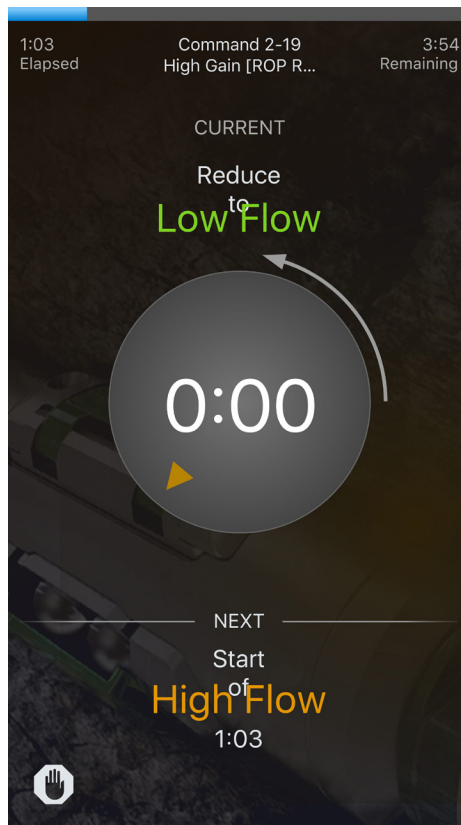 1:03
Elapsed
Command 2-19
High Gain [ROP R...
3:54
Remaining
CURRENT
Reduce
to
Low Flow
0:00
NEXT
Start
of
High Flow
1:03